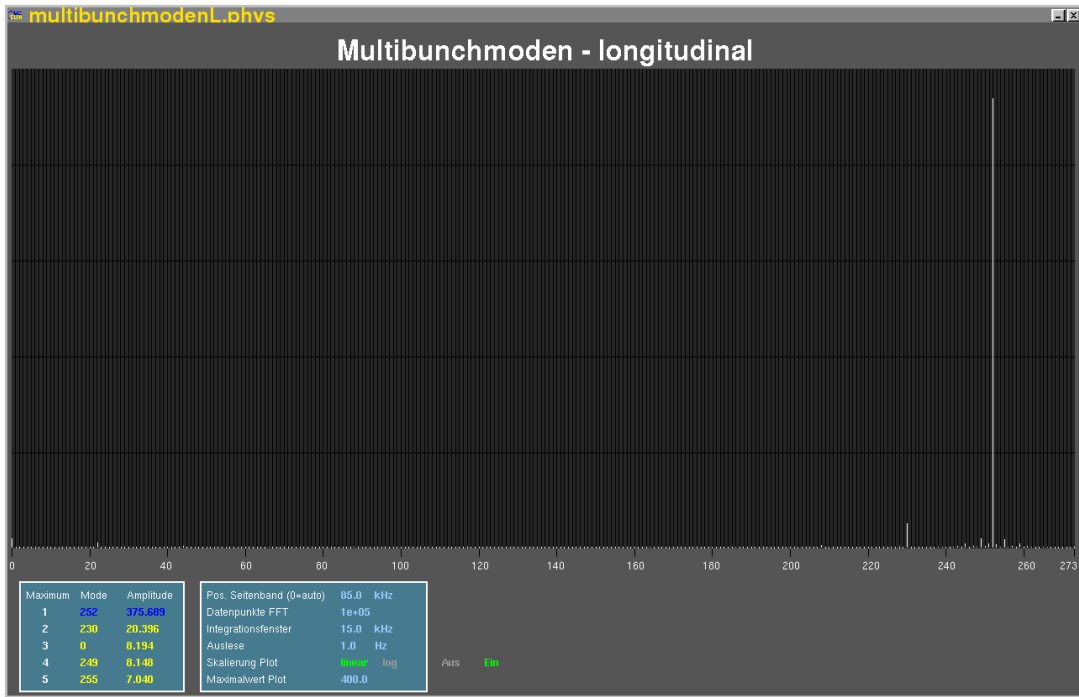 multibunchmodenL.phys
Multibunchmoden - longitudinal
0 20 40 60 80 100 120 140 160 180 200 220 240 260 273
Maximum Mode Amplitude
1 252 375.689
2 230 20.396
3 0 8.194
4 249 8.148
5 255 7.040
Pos. Seitenband (0=auto) 85.0 kHz
Datenpunkte FFT 1e+05
Integrationsfenster 15.0 kHz
Auslese 1.0 Hz
Skalierung Plot linear log Aus Ein
Maximalwert Plot 400.0